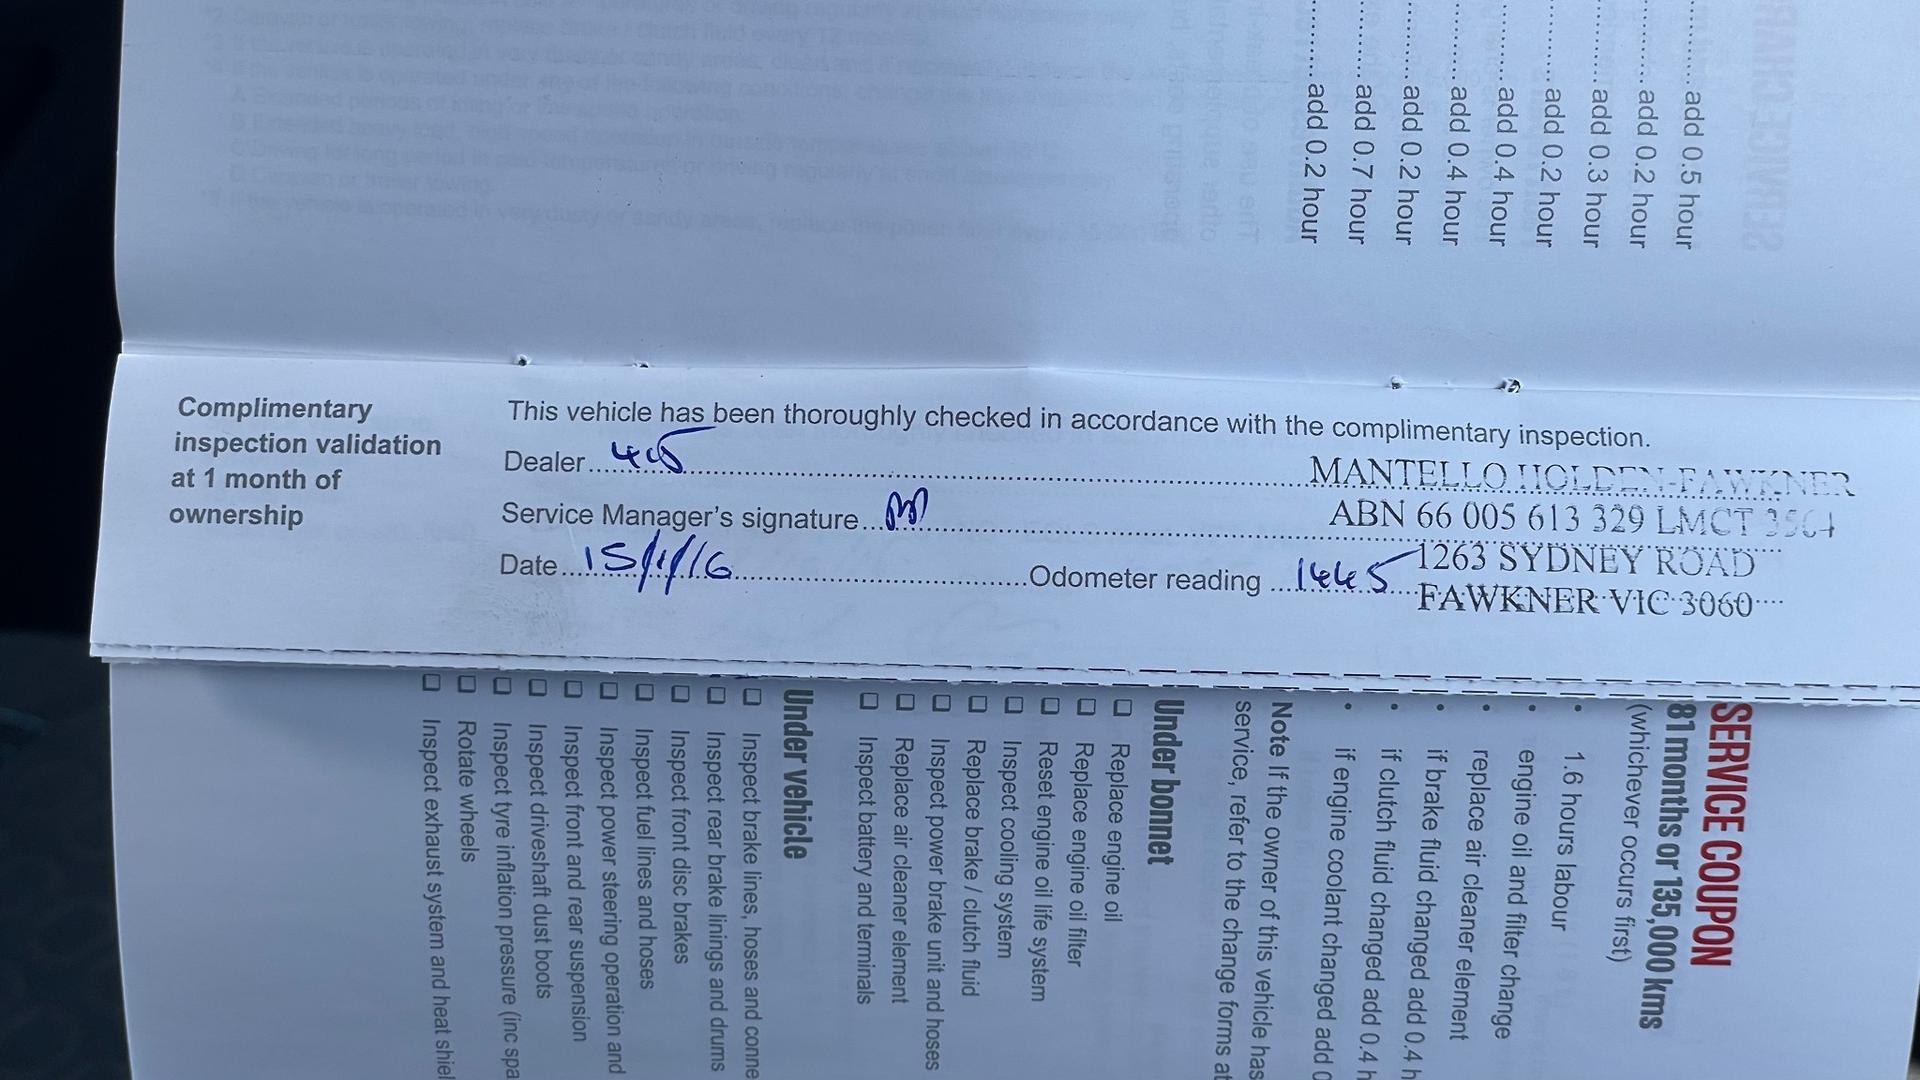 add 0.5 hour
add 0.2 hour
add 0.3 hour
add 0.2 hour
add 0.4 hour
add 0.4 hour
add 0.2 hour
add 0.7 hour
add 0.2 hour
Complimentary
inspection validation
at 1 month of
ownership
This vehicle has been thoroughly checked in accordance with the complimentary inspection.
Dealer
Service Manager's signature
Date 15/1/16 Odometer reading 1445
MANTELLO HOLDEN-FAWKNER
ABN 66 005 613 329 LMCT 3564
1263 SYDNEY ROAD
FAWKNER VIC 3060
SERVICE COUPON
81 months or 135,000 kms
(whichever occurs first)
• 1.6 hours labour
• engine oil and filter change
• replace air cleaner element
• if brake fluid changed add 0.4 h
• if clutch fluid changed add 0.4 h
• if engine coolant changed add 0
Note If the owner of this vehicle has
service, refer to the change forms at
Under bonnet
❑ Replace engine oil
❑ Replace engine oil filter
❑ Reset engine oil life system
❑ Inspect cooling system
❑ Replace brake / clutch fluid
❑ Inspect power brake unit and hoses
❑ Replace air cleaner element
❑ Inspect battery and terminals
Under vehicle
❑ Inspect brake lines, hoses and conne
❑ Inspect rear brake linings and drums
❑ Inspect front disc brakes
❑ Inspect fuel lines and hoses
❑ Inspect power steering operation and
❑ Inspect front and rear suspension
❑ Inspect driveshaft dust boots
❑ Inspect tyre inflation pressure (inc spa
❑ Rotate wheels
❑ Inspect exhaust system and heat shiel